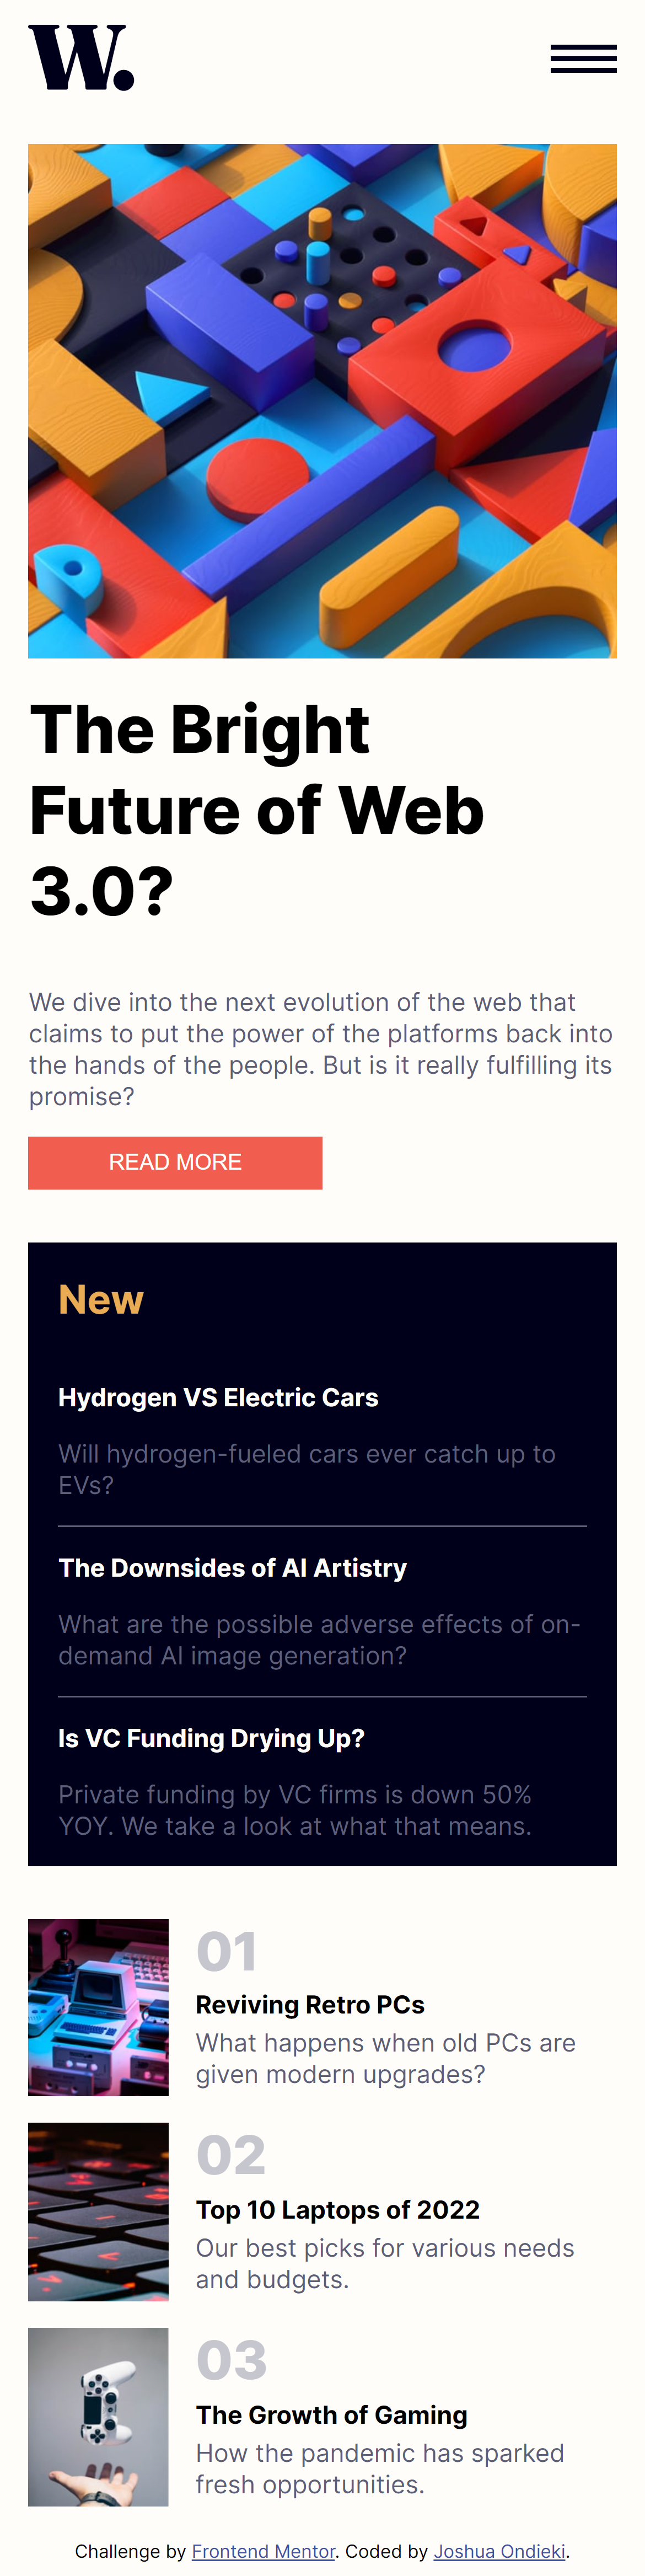 W.
The Bright
Future of Web
3.0?
We dive into the next evolution of the web that
claims to put the power of the platforms back into
the hands of the people. But is it really fulfilling its
promise?
READ MORE
New
Hydrogen VS Electric Cars
Will hydrogen-fueled cars ever catch up to
EVs?
The Downsides of AI Artistry
What are the possible adverse effects of on-
demand AI image generation?
Is VC Funding Drying Up?
Private funding by VC firms is down 50%
YOY. We take a look at what that means.
01
Reviving Retro PCs
What happens when old PCs are
given modern upgrades?
02
Top 10 Laptops of 2022
Our best picks for various needs
and budgets.
03
The Growth of Gaming
How the pandemic has sparked
fresh opportunities.
Challenge by Frontend Mentor. Coded by Joshua Ondieki.